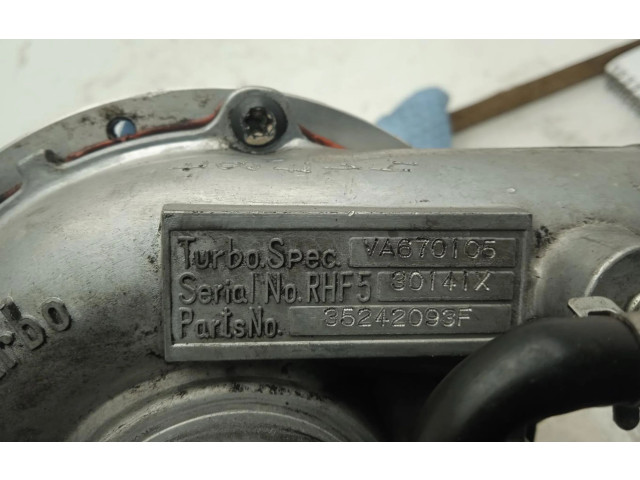 Turbo.Spec. VA670105
Serial No. RHF5 30141X
Parts No. 35242093F